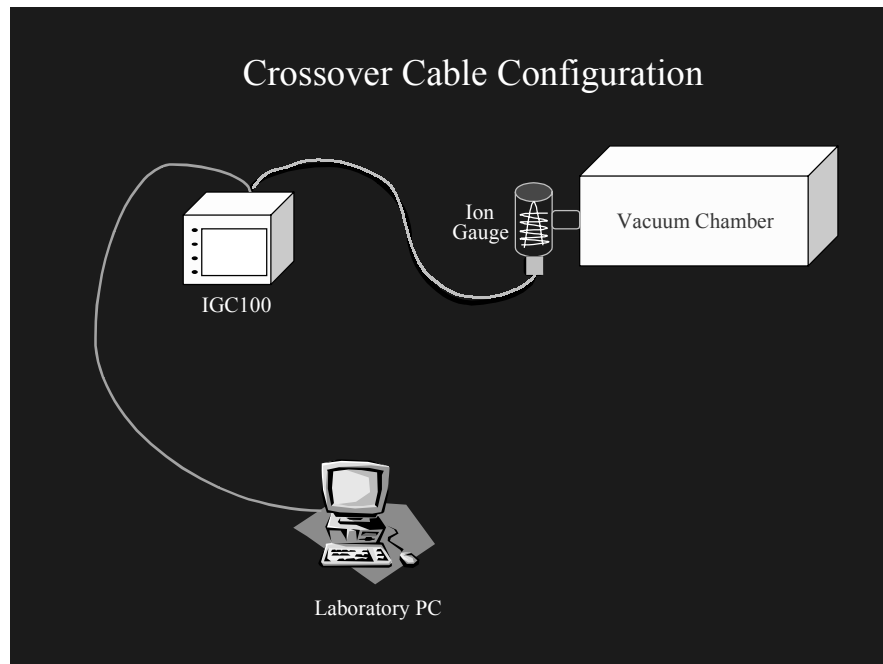 Crossover Cable Configuration
Ion
Gauge
Vacuum Chamber
IGC100
Laboratory PC